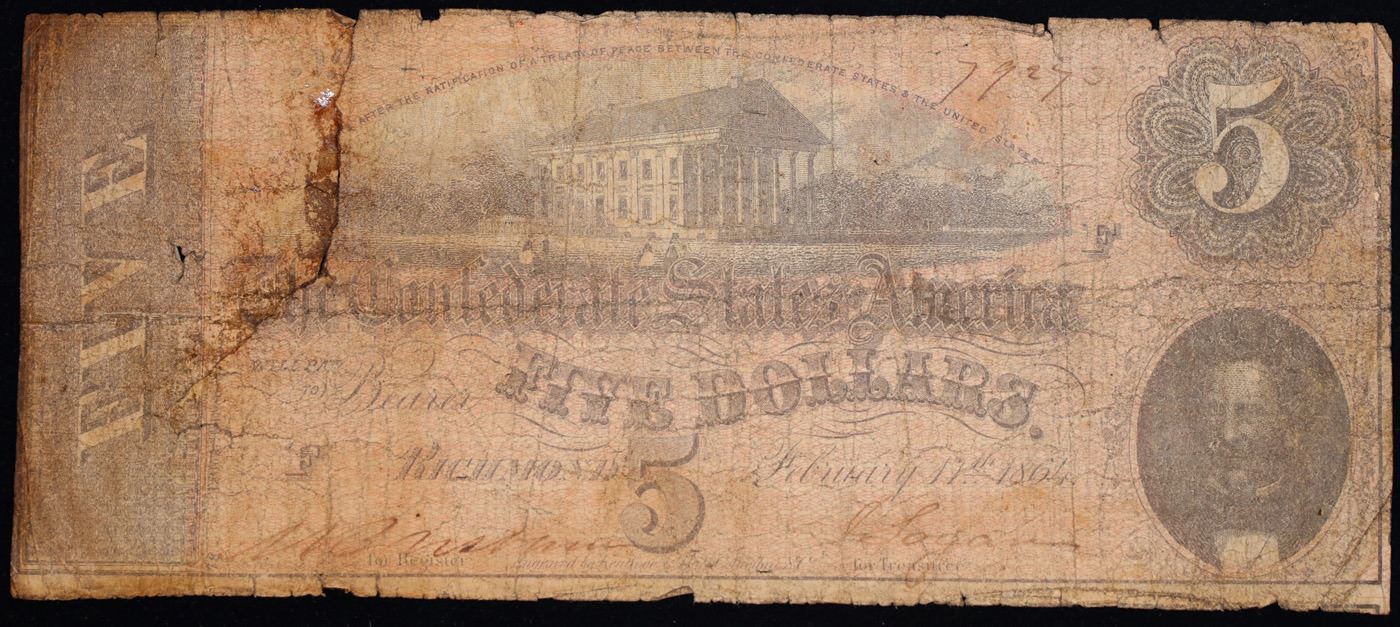 FIVE
AFTER THE RATIFICATION OF A TREATY OF PEACE BETWEEN THE CONFEDERATE STATES & THE UNITED STATES
79273
5
The Confederate States of America
WILL PAY
to Bearer
FIVE DOLLARS.
Richmond
5
February 17th 1864
for Register
for Treasurer